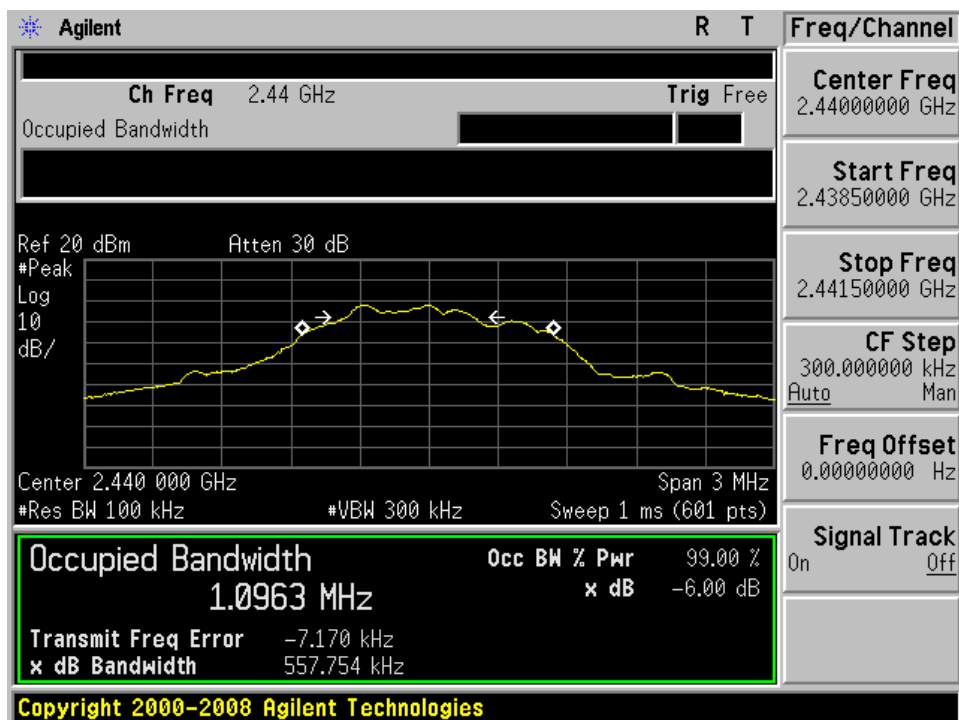 Agilent R T Freq/Channel
Ch Freq 2.44 GHz Trig Free
Occupied Bandwidth
Center Freq
2.44000000 GHz
Start Freq
2.43850000 GHz
Stop Freq
2.44150000 GHz
CF Step
300.000000 kHz
Auto Man
Freq Offset
0.00000000 Hz
Signal Track
On Off
Ref 20 dBm Atten 30 dB
#Peak
Log
10
dB/
Center 2.440 000 GHz Span 3 MHz
#Res BW 100 kHz #VBW 300 kHz Sweep 1 ms (601 pts)
Occupied Bandwidth Occ BW % Pwr 99.00 %
1.0963 MHz x dB -6.00 dB
Transmit Freq Error -7.170 kHz
x dB Bandwidth 557.754 kHz
Copyright 2000-2008 Agilent Technologies